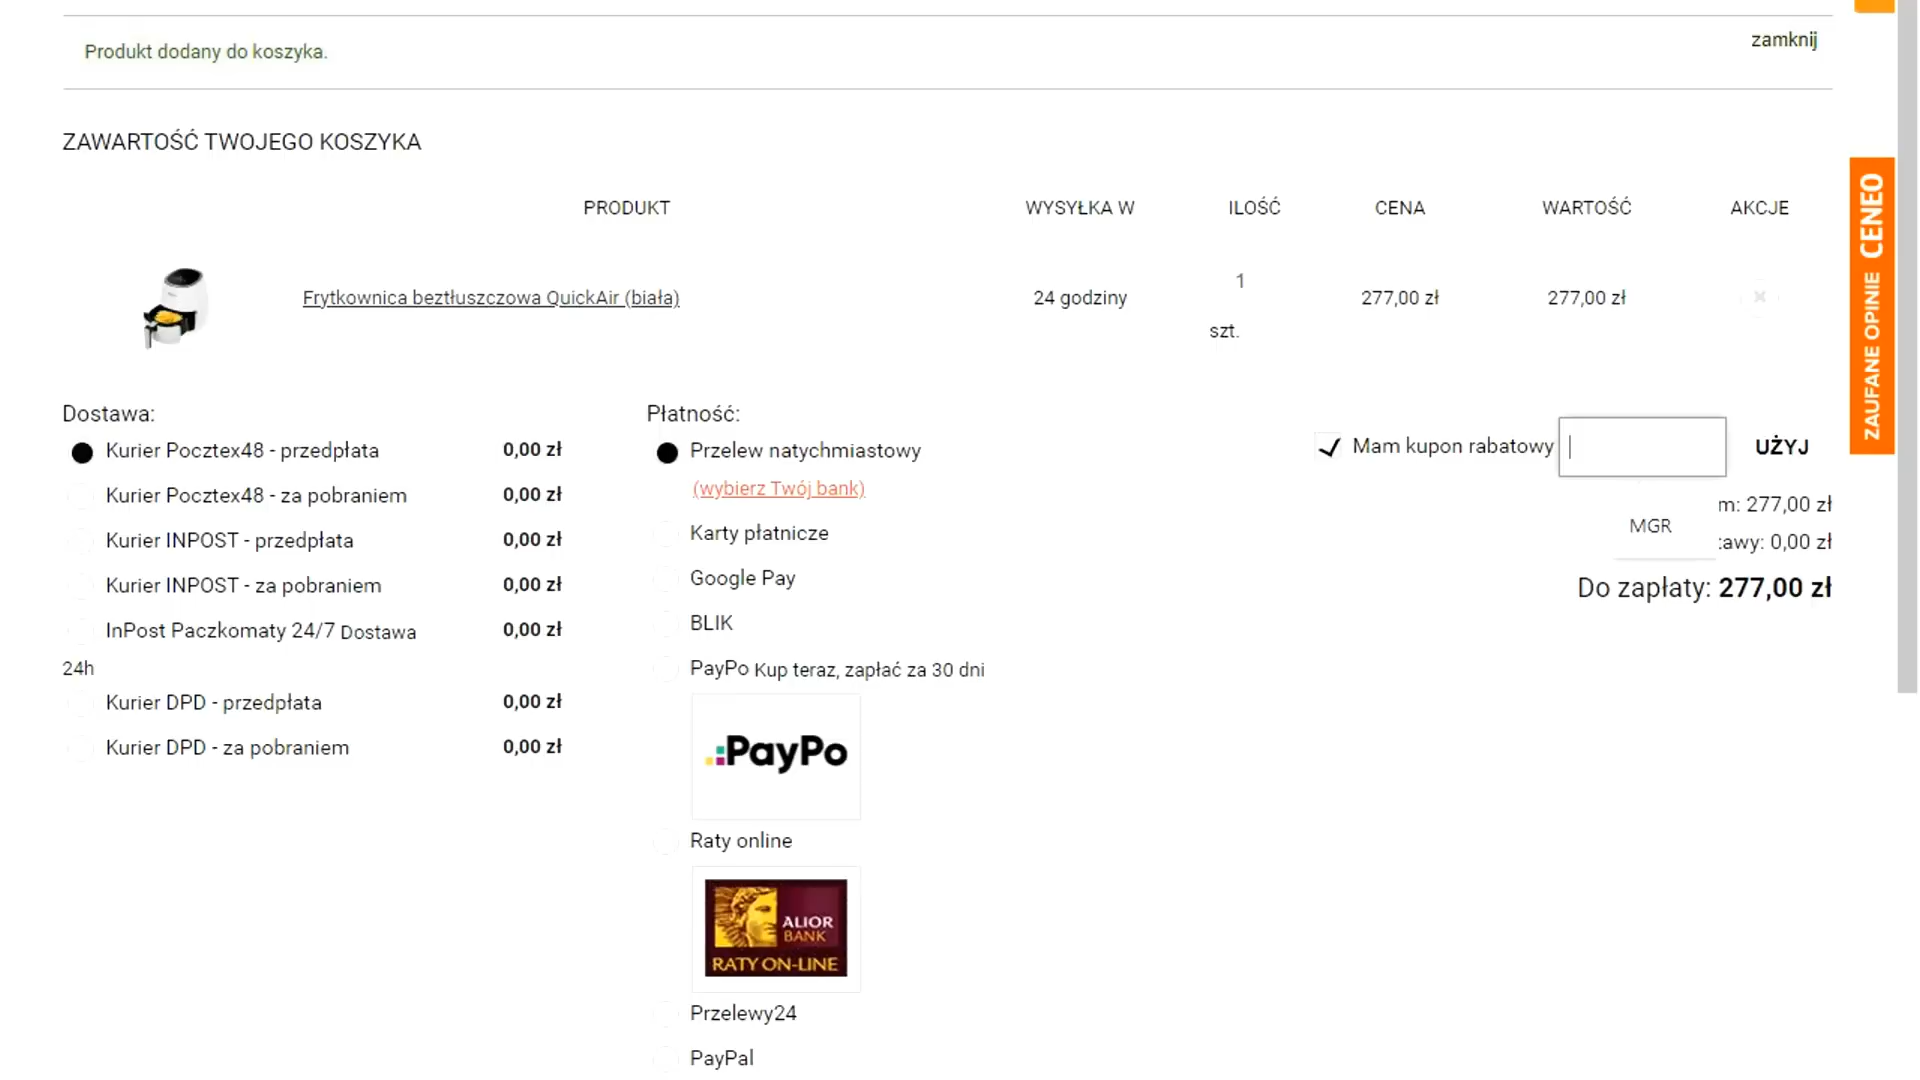 Produkt dodany do koszyka.
zamknij
ZAWARTOŚĆ TWOJEGO KOSZYKA
PRODUKT WYSYŁKA W ILOŚĆ CENA WARTOŚĆ AKCJE
Frytkownica beztłuszczowa QuickAir (biała) 24 godziny 1 szt. 277,00 zł 277,00 zł
ZAUFANE OPINIE CENEO
Dostawa:
Kurier Pocztex48 - przedpłata 0,00 zł
Kurier Pocztex48 - za pobraniem 0,00 zł
Kurier INPOST - przedpłata 0,00 zł
Kurier INPOST - za pobraniem 0,00 zł
InPost Paczkomaty 24/7 Dostawa 0,00 zł
24h
Kurier DPD - przedpłata 0,00 zł
Kurier DPD - za pobraniem 0,00 zł
Płatność:
Przelew natychmiastowy
(wybierz Twój bank)
Karty płatnicze
Google Pay
BLIK
PayPo Kup teraz, zapłać za 30 dni
PayPo
Raty online
ALIOR
BANK
RATY ON-LINE
Przelewy24
PayPal
Mam kupon rabatowy UŻYJ
MGR
m: 277,00 zł
tawy: 0,00 zł
Do zapłaty: 277,00 zł